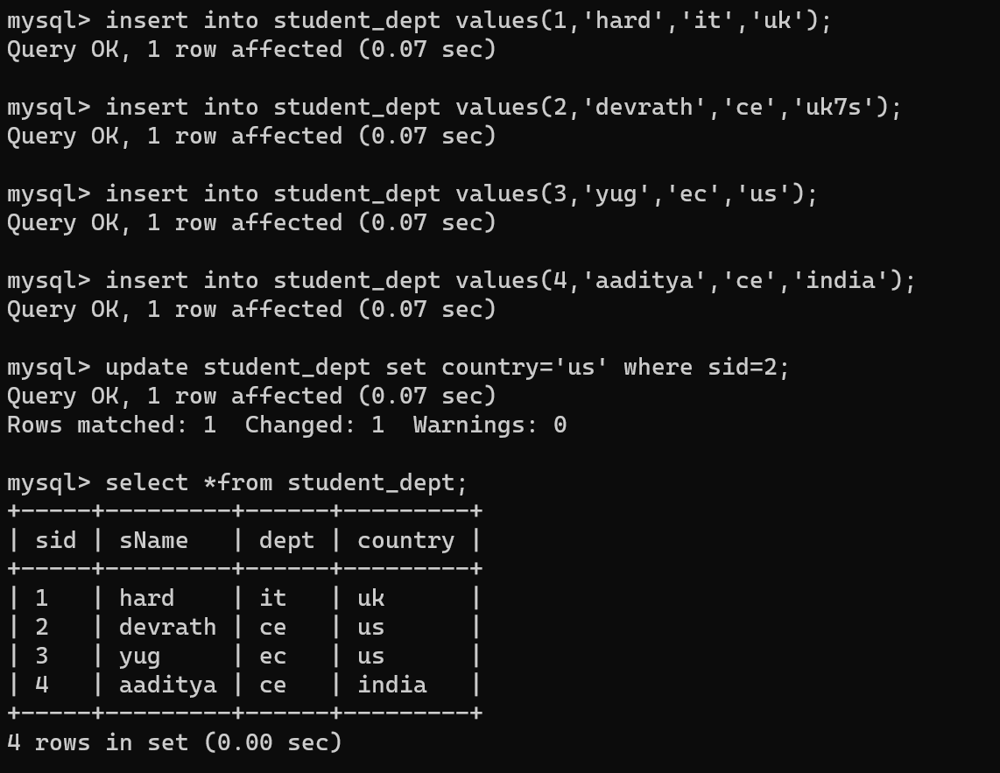 mysql> insert into student_dept values(1,'hard','it','uk');
Query OK, 1 row affected (0.07 sec)

mysql> insert into student_dept values(2,'devrath','ce','uk7s');
Query OK, 1 row affected (0.07 sec)

mysql> insert into student_dept values(3,'yug','ec','us');
Query OK, 1 row affected (0.07 sec)

mysql> insert into student_dept values(4,'aaditya','ce','india');
Query OK, 1 row affected (0.07 sec)

mysql> update student_dept set country='us' where sid=2;
Query OK, 1 row affected (0.07 sec)
Rows matched: 1  Changed: 1  Warnings: 0

mysql> select *from student_dept;
+-----+---------+------+---------+
| sid | sName   | dept | country |
+-----+---------+------+---------+
| 1   | hard    | it   | uk      |
| 2   | devrath | ce   | us      |
| 3   | yug     | ec   | us      |
| 4   | aaditya | ce   | india   |
+-----+---------+------+---------+
4 rows in set (0.00 sec)